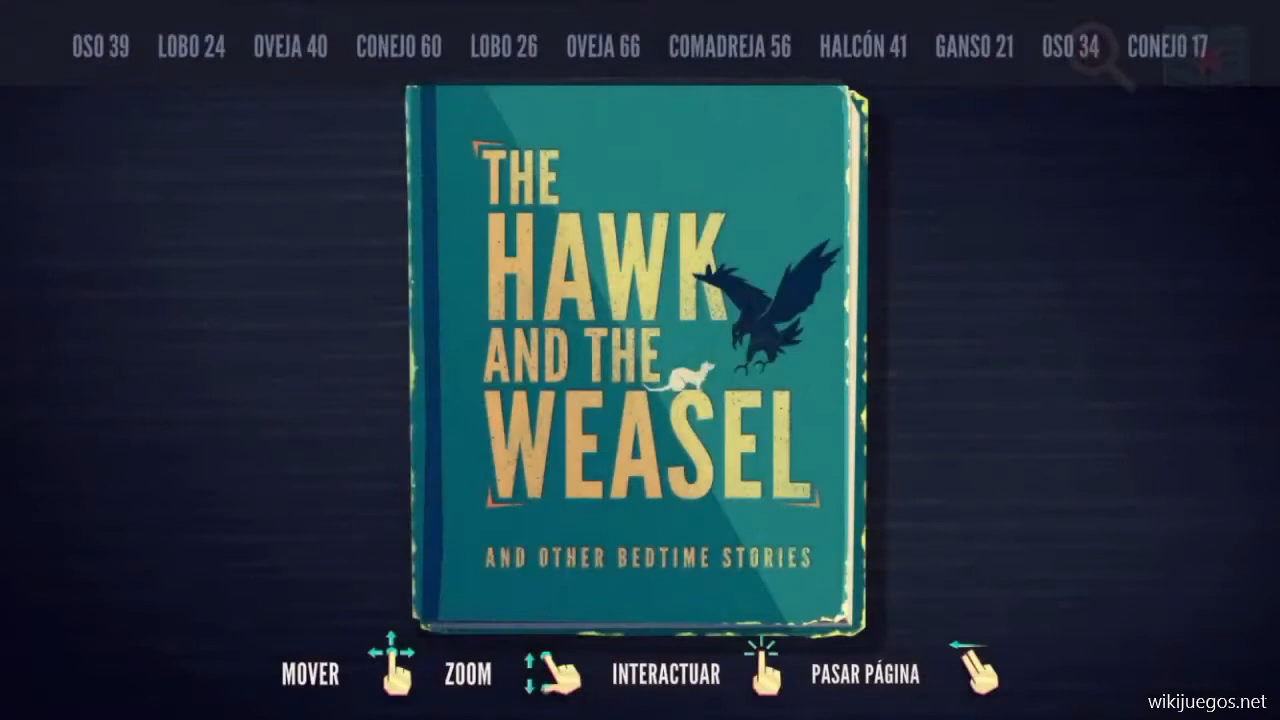 OSO 39 LOBO 24 OVEJA 40 CONEJO 60 LOBO 26 OVEJA 66 COMADREJA 56 HALCÓN 41 GANSO 21 OSO 34 CONEJO 17
THE
HAWK
AND THE
WEASEL
AND OTHER BEDTIME STORIES
MOVER ZOOM INTERACTUAR PASAR PÁGINA
wikijuegos.net